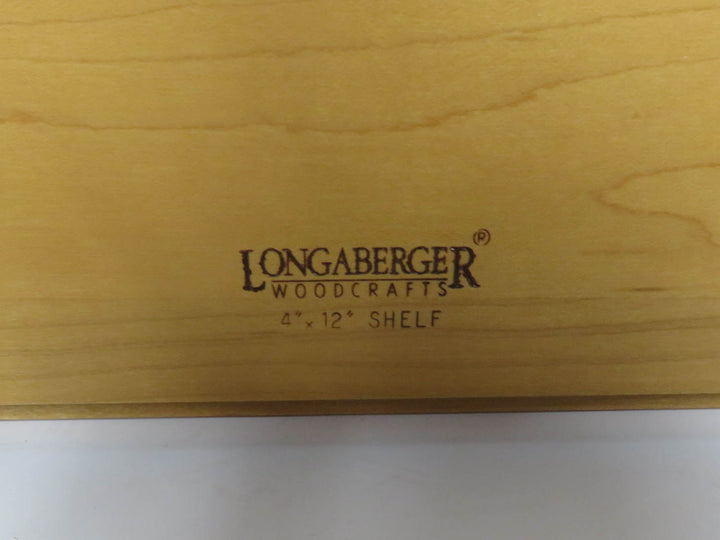 LONGABERGER®
WOODCRAFTS
4" x 12" SHELF